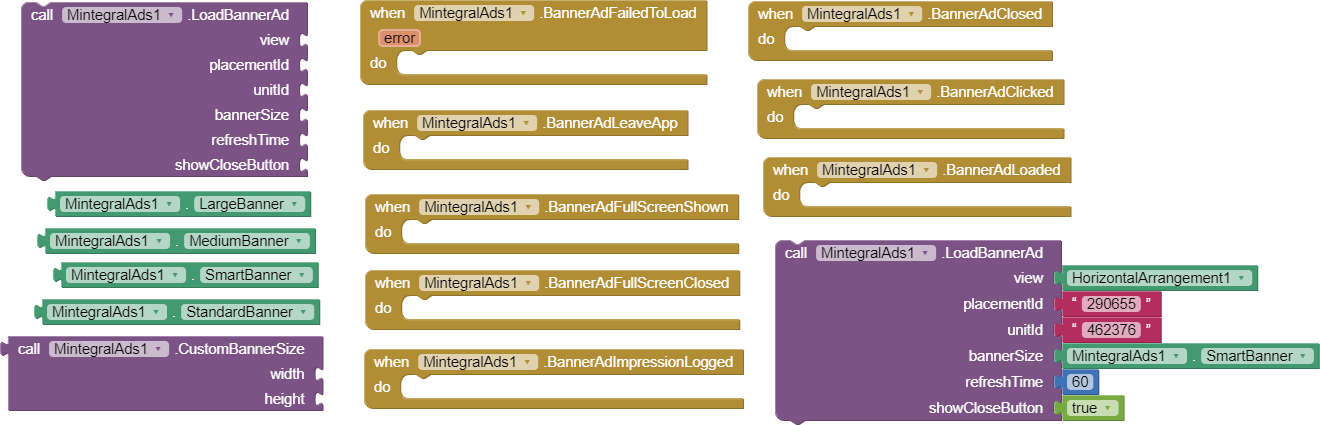 call MintegralAds1 .LoadBannerAd
view
placementId
unitId
bannerSize
refreshTime
showCloseButton
MintegralAds1 . LargeBanner
MintegralAds1 . MediumBanner
MintegralAds1 . SmartBanner
MintegralAds1 . StandardBanner
call MintegralAds1 .CustomBannerSize
width
height
when MintegralAds1 .BannerAdFailedToLoad
error
do
when MintegralAds1 .BannerAdLeaveApp
do
when MintegralAds1 .BannerAdFullScreenShown
do
when MintegralAds1 .BannerAdFullScreenClosed
do
when MintegralAds1 .BannerAdImpressionLogged
do
when MintegralAds1 .BannerAdClosed
do
when MintegralAds1 .BannerAdClicked
do
when MintegralAds1 .BannerAdLoaded
do
call MintegralAds1 .LoadBannerAd
view HorizontalArrangement1
placementId “ 290655 ”
unitId “ 462376 ”
bannerSize MintegralAds1 . SmartBanner
refreshTime 60
showCloseButton true